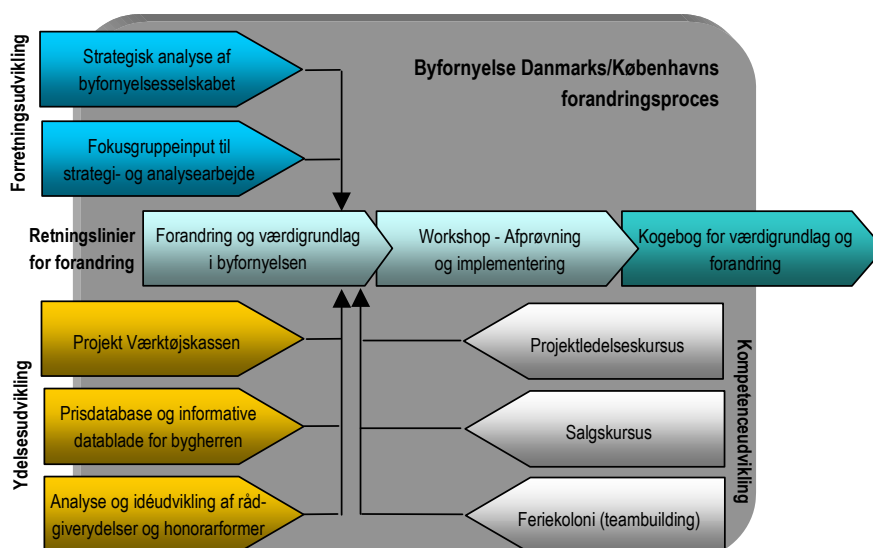 Forretningsudvikling
Strategisk analyse af
byfornyelsesselskabet
Byfornyelse Danmarks/Københavns
forandringsproces
Fokusgruppeinput til
strategi- og analysearbejde
Retningslinier
for forandring
Forandring og værdigrundlag
i byfornyelsen
Workshop - Afprøvning
og implementering
Kogebog for værdigrundlag og
forandring
Ydelsesudvikling
Projekt Værktøjskassen
Prisdatabase og informative
datablade for bygherren
Analyse og idéudvikling af råd-
giverydelser og honorarformer
Projektledelseskursus
Salgskursus
Feriekoloni (teambuilding)
Kompetenceudvikling